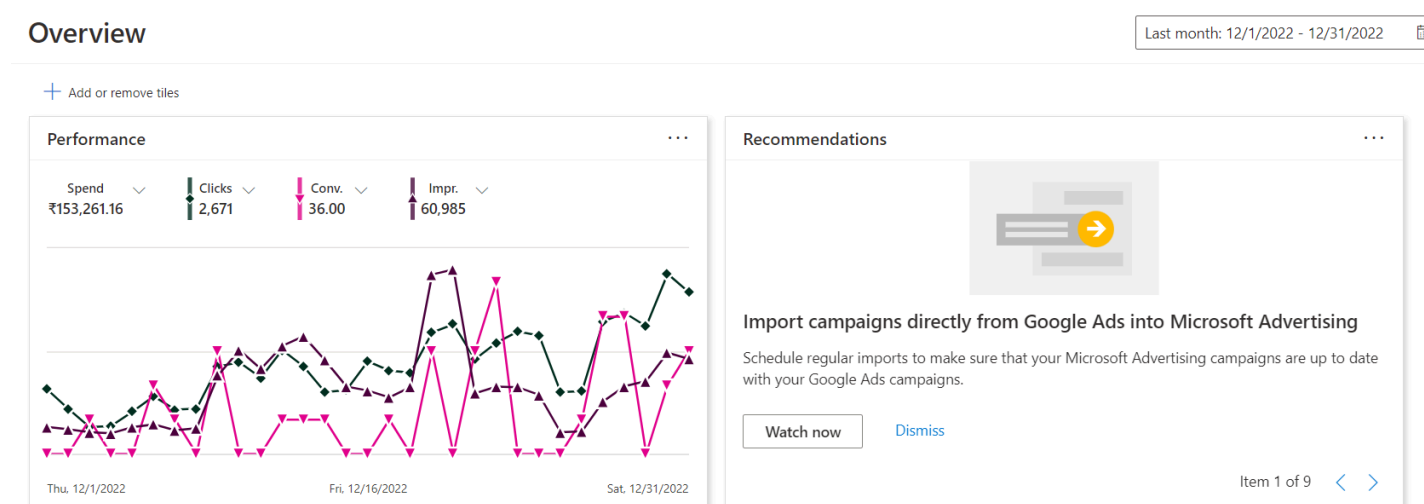 Overview
Last month: 12/1/2022 - 12/31/2022
Add or remove tiles
Performance
Spend
₹153,261.16
Clicks
2,671
Conv.
36.00
Impr.
60,985
Thu, 12/1/2022
Fri, 12/16/2022
Sat, 12/31/2022
Recommendations
Import campaigns directly from Google Ads into Microsoft Advertising
Schedule regular imports to make sure that your Microsoft Advertising campaigns are up to date
with your Google Ads campaigns.
Watch now
Dismiss
Item 1 of 9